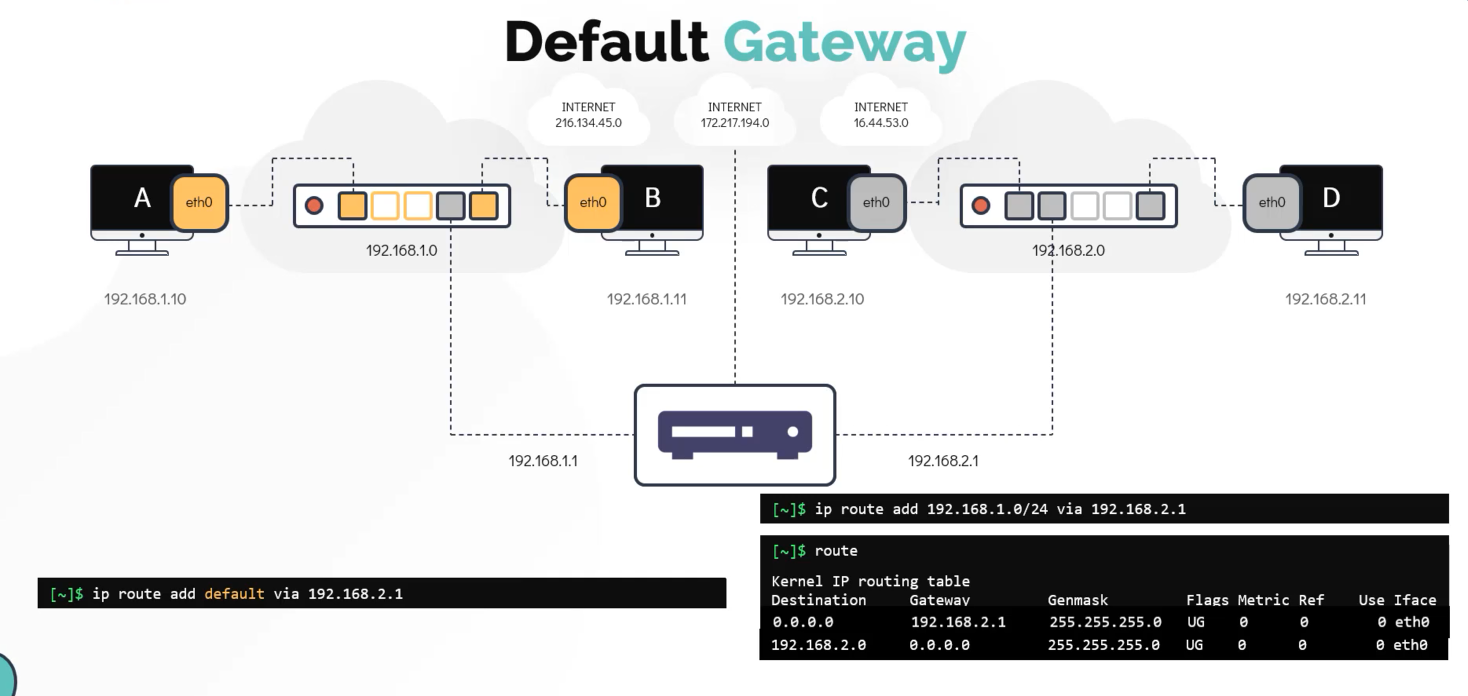 Default Gateway
INTERNET
216.134.45.0
INTERNET
172.217.194.0
INTERNET
16.44.53.0
A
eth0
eth0
B
C
eth0
eth0
D
192.168.1.0
192.168.2.0
192.168.1.10
192.168.1.11
192.168.2.10
192.168.2.11
192.168.1.1
192.168.2.1
[~]$ ip route add 192.168.1.0/24 via 192.168.2.1
[~]$ route
Kernel IP routing table
Destination Gateway Genmask Flags Metric Ref Use Iface
0.0.0.0 192.168.2.1 255.255.255.0 UG 0 0 0 eth0
192.168.2.0 0.0.0.0 255.255.255.0 UG 0 0 0 eth0
[~]$ ip route add default via 192.168.2.1